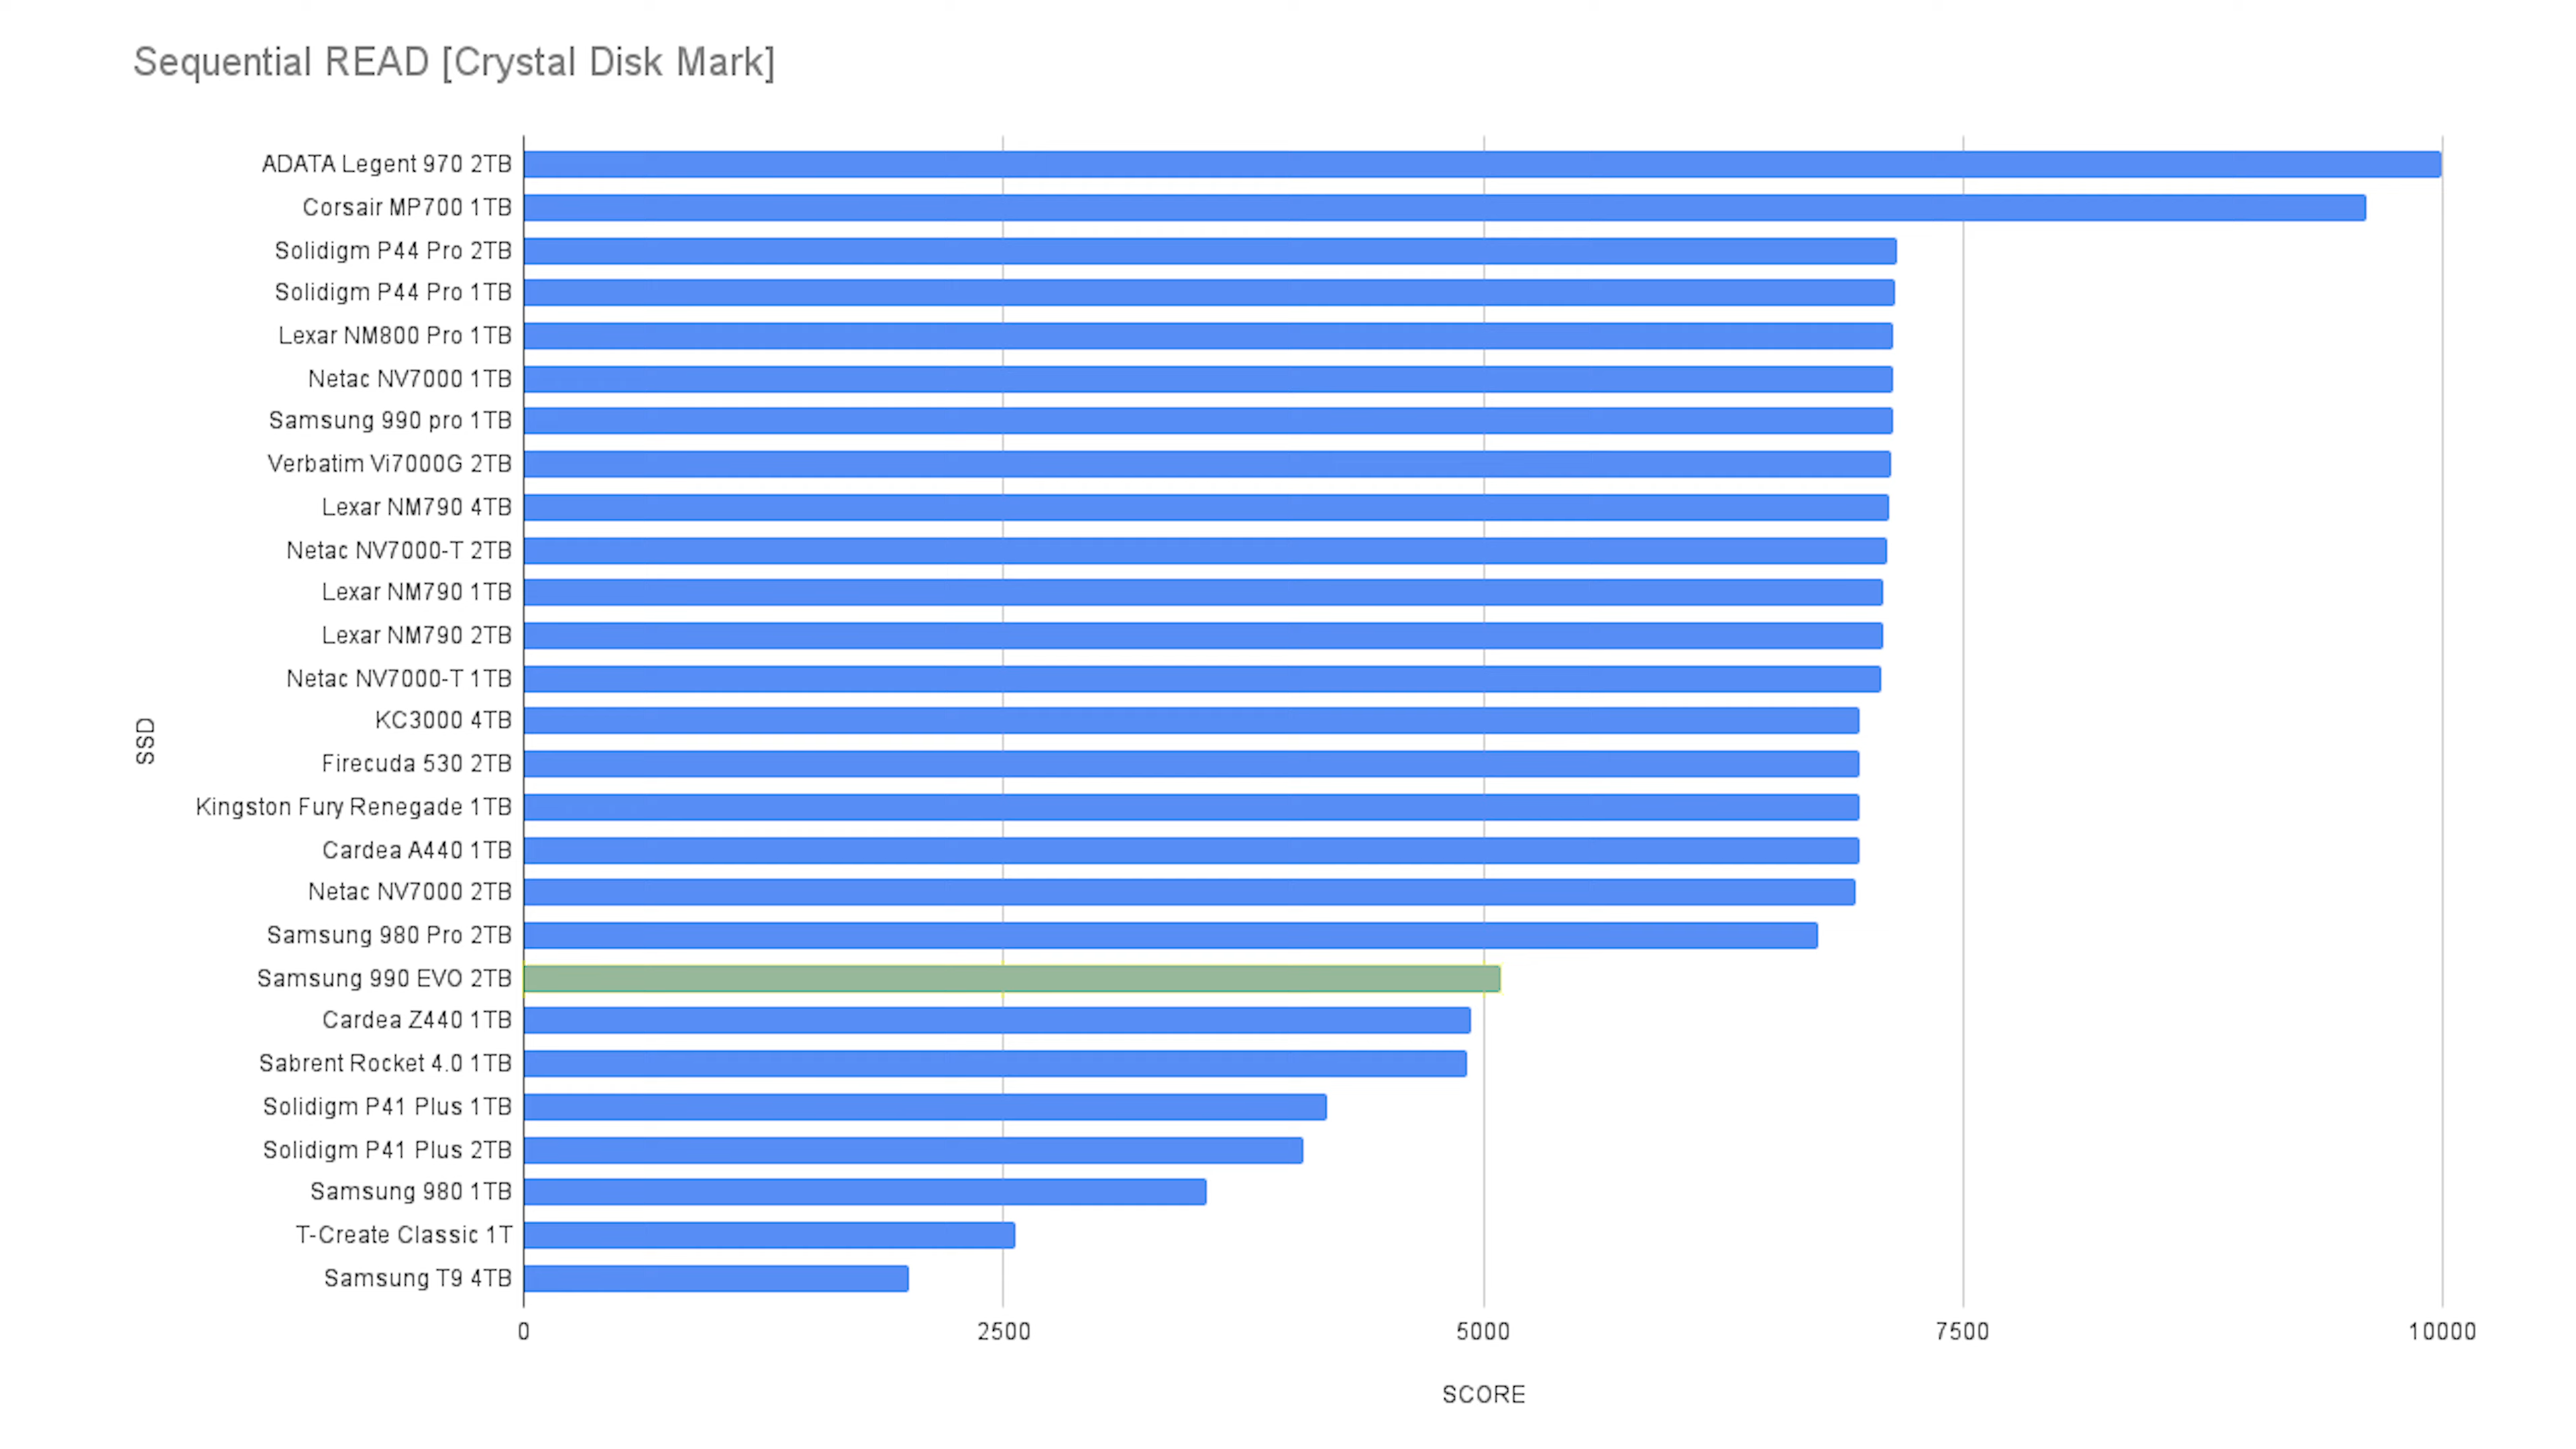 Sequential READ [Crystal Disk Mark]
ADATA Legent 970 2TB
Corsair MP700 1TB
Solidigm P44 Pro 2TB
Solidigm P44 Pro 1TB
Lexar NM800 Pro 1TB
Netac NV7000 1TB
Samsung 990 pro 1TB
Verbatim Vi7000G 2TB
Lexar NM790 4TB
Netac NV7000-T 2TB
Lexar NM790 1TB
Lexar NM790 2TB
Netac NV7000-T 1TB
KC3000 4TB
Firecuda 530 2TB
Kingston Fury Renegade 1TB
Cardea A440 1TB
Netac NV7000 2TB
Samsung 980 Pro 2TB
Samsung 990 EVO 2TB
Cardea Z440 1TB
Sabrent Rocket 4.0 1TB
Solidigm P41 Plus 1TB
Solidigm P41 Plus 2TB
Samsung 980 1TB
T-Create Classic 1T
Samsung T9 4TB
SSD
0 2500 5000 7500 10000
SCORE